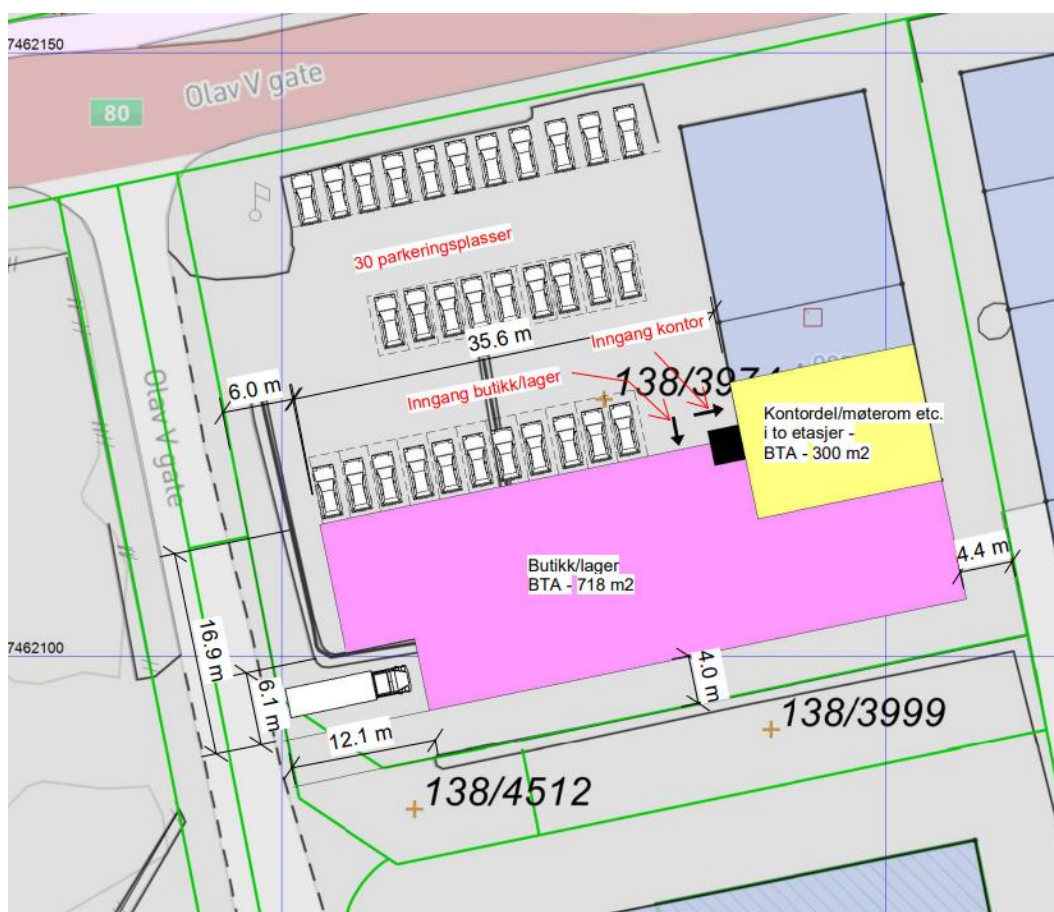 7462150
Olav V gate
80
30 parkeringsplasser
35.6 m
Inngang kontor
138/3974
6.0 m
Inngang butikk/lager
Olav V gate
Kontordel/møterom etc.
i to etasjer -
BTA - 300 m2
Butikk/lager
BTA - 718 m2
4.4 m
7462100
16.9 m
6.1 m
4.0 m
12.1 m
138/3999
138/4512